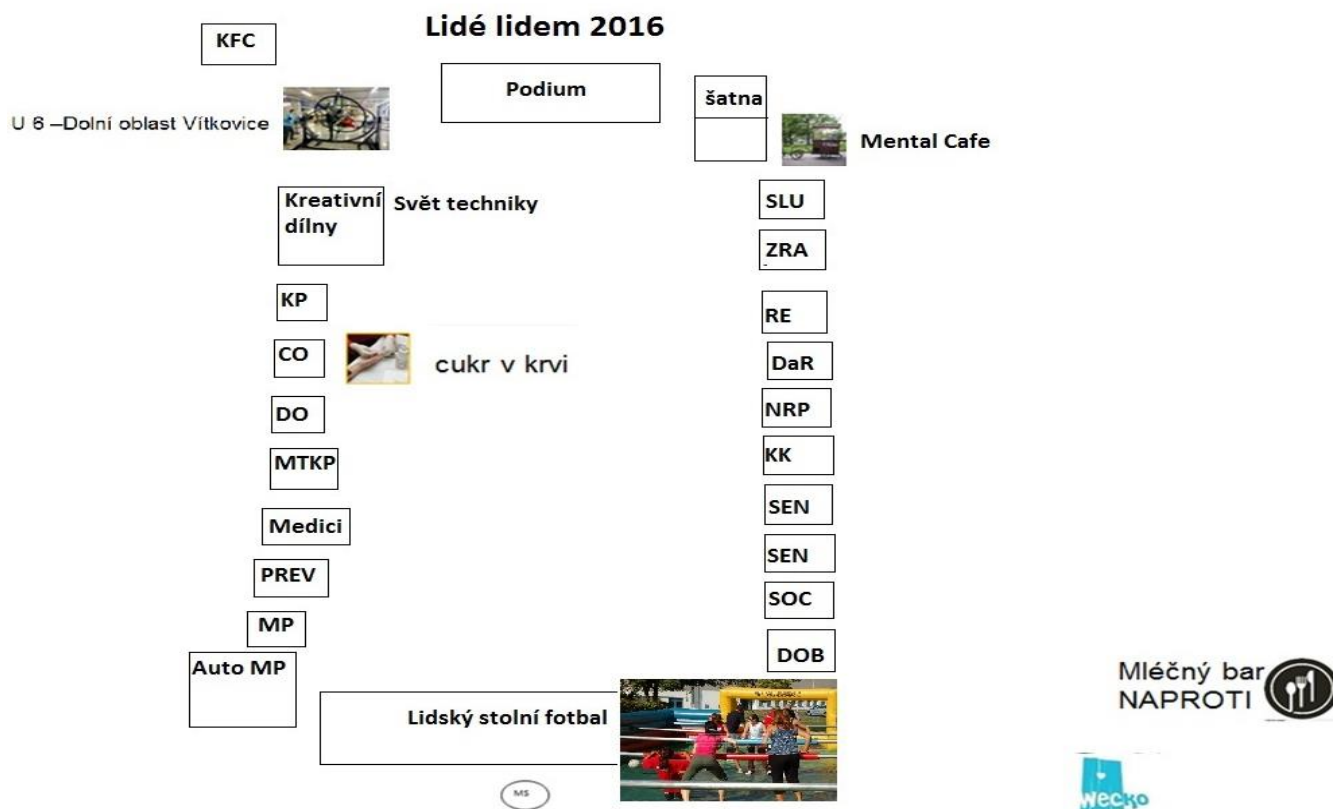 Lidé lidem 2016
KFC
Podium
šatna
U 6 –Dolní oblast Vítkovice
Mental Cafe
Kreativní
dílny
Svět techniky
SLU
ZRA
KP
RE
CO
cukr v krvi
DaR
DO
NRP
MTKP
KK
Medici
SEN
PREV
SEN
MP
SOC
Auto MP
DOB
Lidský stolní fotbal
Mléčný bar
NAPROTI
MS
wecko